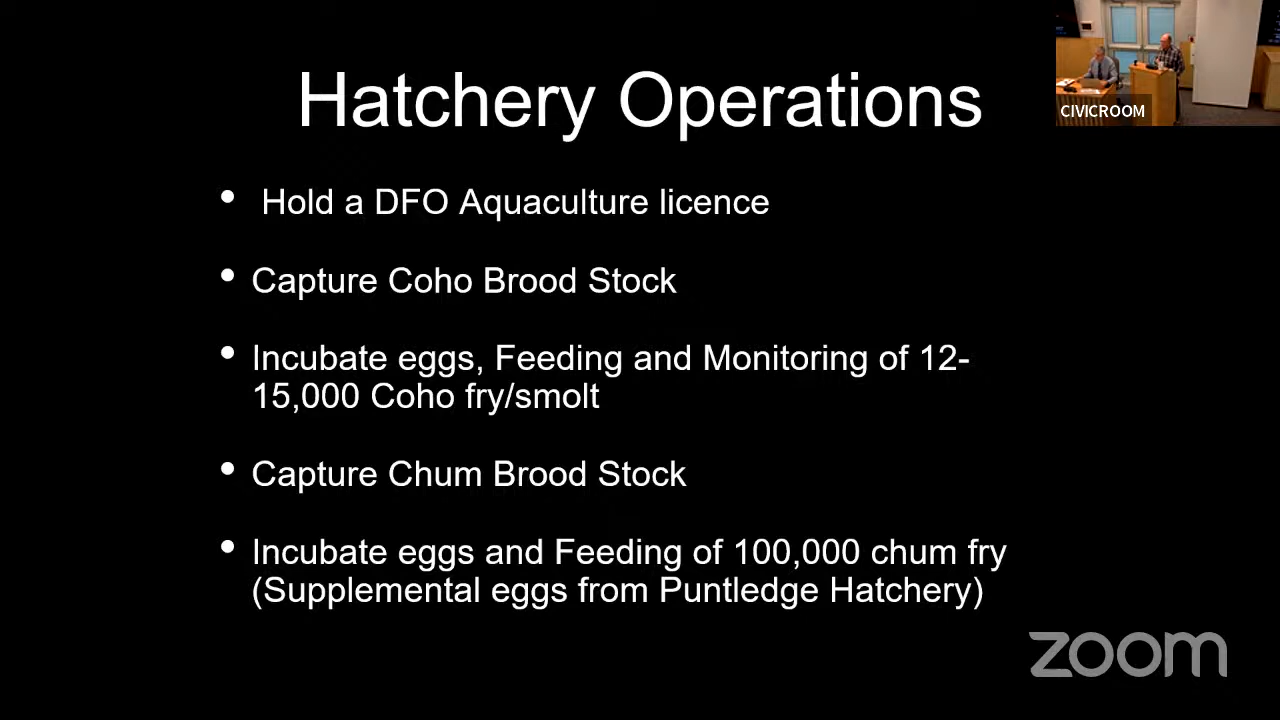 Hatchery Operations
CIVICROOM
• Hold a DFO Aquaculture licence
• Capture Coho Brood Stock
• Incubate eggs, Feeding and Monitoring of 12-
15,000 Coho fry/smolt
• Capture Chum Brood Stock
• Incubate eggs and Feeding of 100,000 chum fry
(Supplemental eggs from Puntledge Hatchery)
zoom